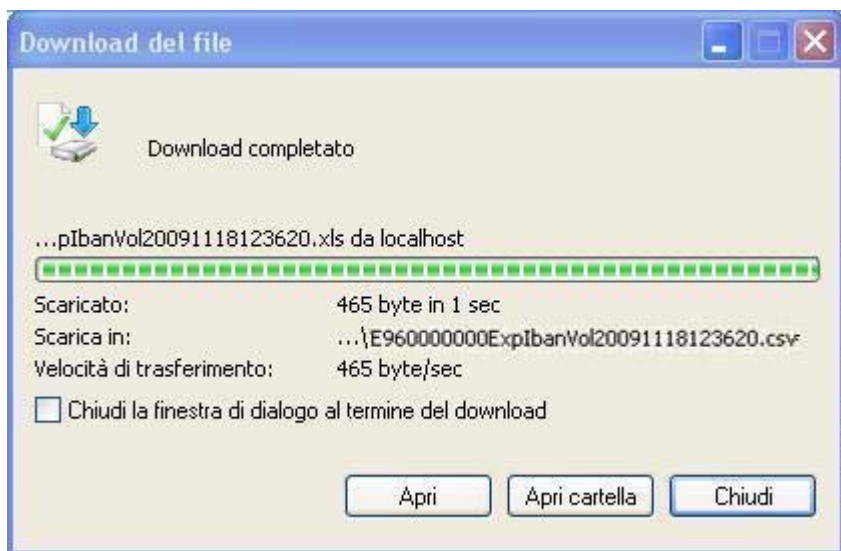 Download del file
Download completato
...pIbanVol20091118123620.xls da localhost
Scaricato: 465 byte in 1 sec
Scarica in: ...\E960000000ExpIbanVol20091118123620.csv
Velocità di trasferimento: 465 byte/sec
Chiudi la finestra di dialogo al termine del download
Apri Apri cartella Chiudi